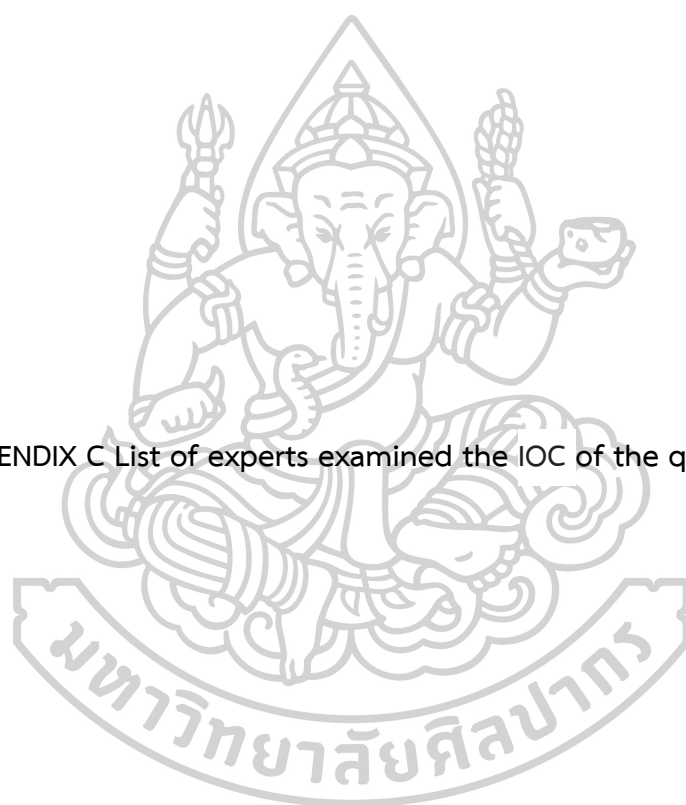 ENDIX C List of experts examined the IOC of the q
มหาวิทยาลัยศิลปากร